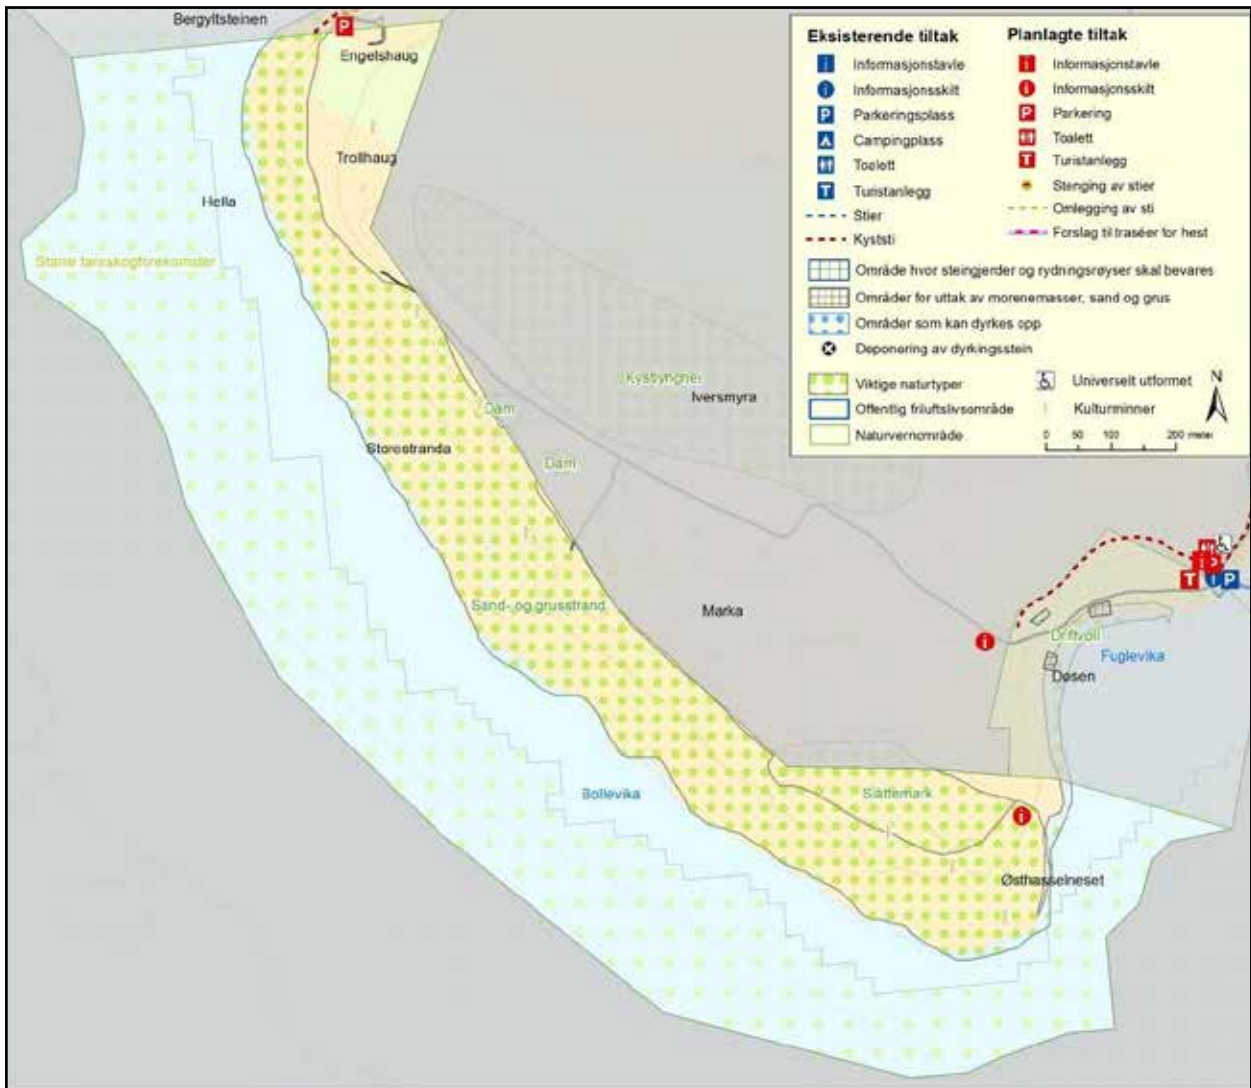 Bergyltsteinen
Engelshaug
Trollhaug
Hella
Større tareskogforekomster
Kystlynghei
Iversmyra
Dam
Storestranda
Dam
Sand- og grusstrand
Marka
Driftvoll
Fuglevika
Døsen
Bollevika
Slåttemark
Østhasselneset
Eksisterende tiltak
i Informasjonstavle
i Informasjonsskilt
P Parkeringsplass
Campingplass
Toalett
T Turistanlegg
Stier
Kyststi
Planlagte tiltak
i Informasjonstavle
i Informasjonsskilt
P Parkering
Toalett
T Turistanlegg
Stenging av stier
Omlegging av sti
Forslag til traséer for hest
Område hvor steingjerder og rydningsrøyser skal bevares
Områder for uttak av morenemasser, sand og grus
Områder som kan dyrkes opp
Deponering av dyrkingsstein
Viktige naturtyper
Offentlig friluftslivsområde
Naturvernområde
Universelt utformet
Kulturminner
N
0 50 100 200 meter
P
i
T
P
i P
i